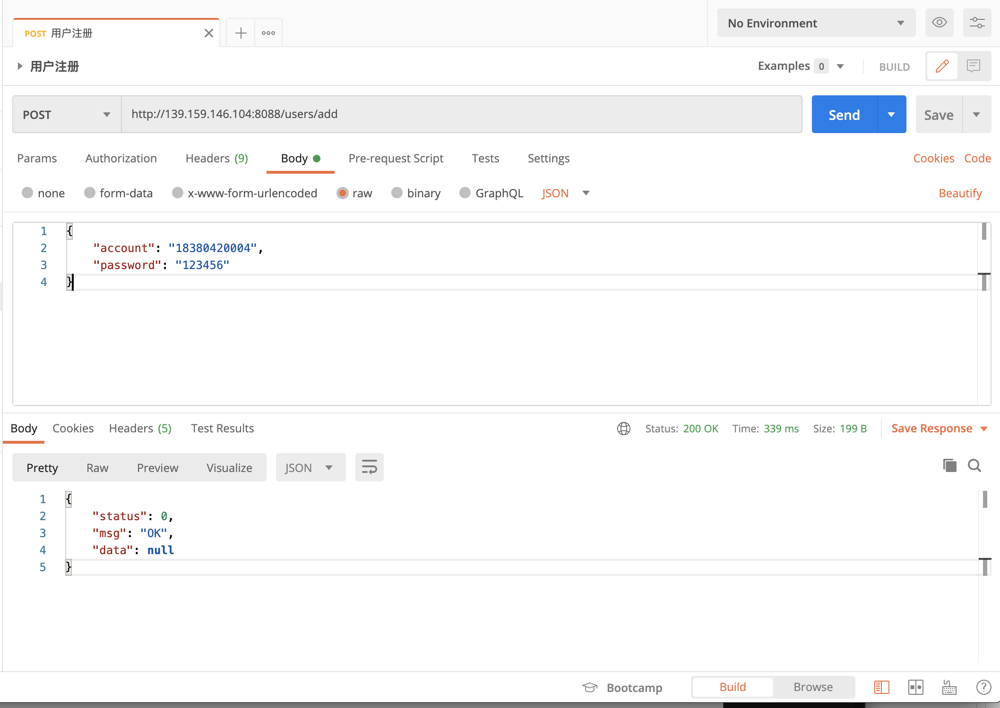 POST 用户注册
No Environment
用户注册
Examples 0 BUILD
POST http://139.159.146.104:8088/users/add Send Save
Params Authorization Headers (9) Body Pre-request Script Tests Settings Cookies Code
none form-data x-www-form-urlencoded raw binary GraphQL JSON Beautify
1 {
2 "account": "18380420004",
3 "password": "123456"
4 }
Body Cookies Headers (5) Test Results Status: 200 OK Time: 339 ms Size: 199 B Save Response
Pretty Raw Preview Visualize JSON
1 {
2 "status": 0,
3 "msg": "OK",
4 "data": null
5 }
Bootcamp Build Browse